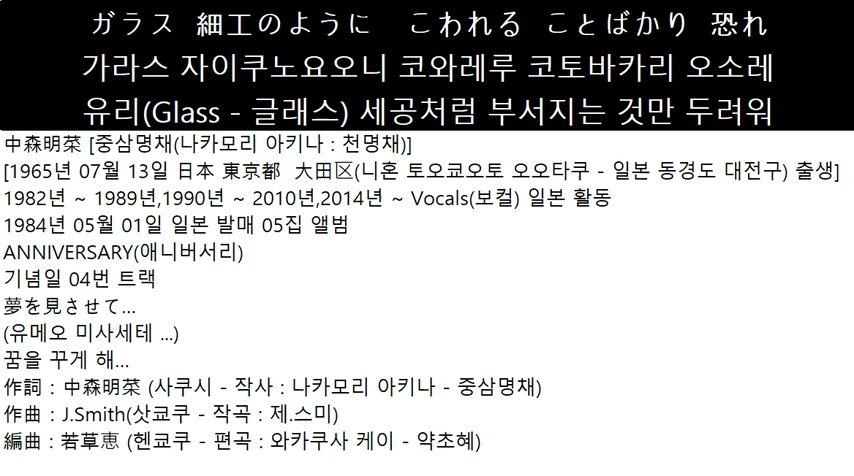 ガラス 細工のように こわれる ことばかり 恐れ
가라스 자이쿠노요오니 코와레루 코토바카리 오소레
유리(Glass - 글래스) 세공처럼 부서지는 것만 두려워
中森明菜 [중삼명채(나카모리 아키나 : 천명채)]
[1965년 07월 13일 日本 東京都 大田区(니혼 토오쿄오토 오오타쿠 - 일본 동경도 대전구) 출생]
1982년 ~ 1989년,1990년 ~ 2010년,2014년 ~ Vocals(보컬) 일본 활동
1984년 05월 01일 일본 발매 05집 앨범
ANNIVERSARY(애니버서리)
기념일 04번 트랙
夢を見させて...
(유메오 미사세테 ...)
꿈을 꾸게 해...
作詞 : 中森明菜 (사쿠시 - 작사 : 나카모리 아키나 - 중삼명채)
作曲 : J.Smith(삿쿄쿠 - 작곡 : 제.스미)
編曲 : 若草恵 (헨쿄쿠 - 편곡 : 와카쿠사 케이 - 약초혜)